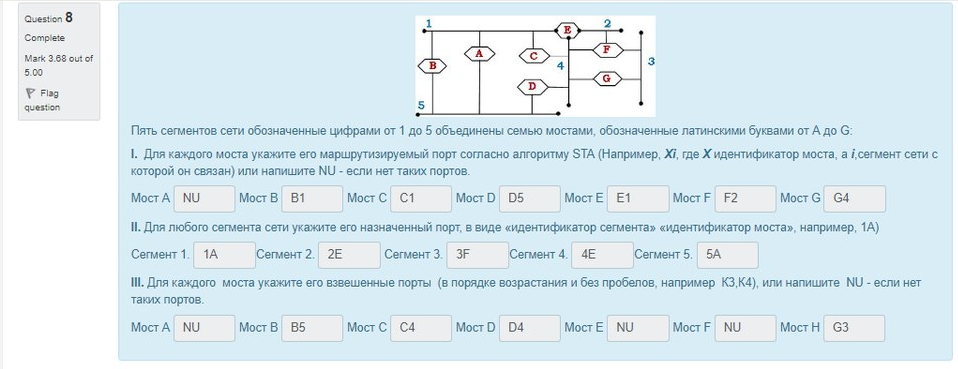 Question 8
Complete
Mark 3.68 out of
5.00
Flag
question
1 E 2
A C F
B 4 3
D G
5
Пять сегментов сети обозначенные цифрами от 1 до 5 объединены семью мостами, обозначенные латинскими буквами от A до G:
I. Для каждого моста укажите его маршрутизируемый порт согласно алгоритму STA (Например, Xi, где X идентификатор моста, а i,сегмент сети с
которой он связан) или напишите NU - если нет таких портов.
Мост A NU Мост B B1 Мост C C1 Мост D D5 Мост E E1 Мост F F2 Мост G G4
II. Для любого сегмента сети укажите его назначенный порт, в виде «идентификатор сегмента» «идентификатор моста», например, 1A)
Сегмент 1. 1A Сегмент 2. 2E Сегмент 3. 3F Сегмент 4. 4E Сегмент 5. 5A
III. Для каждого моста укажите его взвешенные порты (в порядке возрастания и без пробелов, например K3,K4), или напишите NU - если нет
таких портов.
Мост A NU Мост B B5 Мост C C4 Мост D D4 Мост E NU Мост F NU Мост H G3